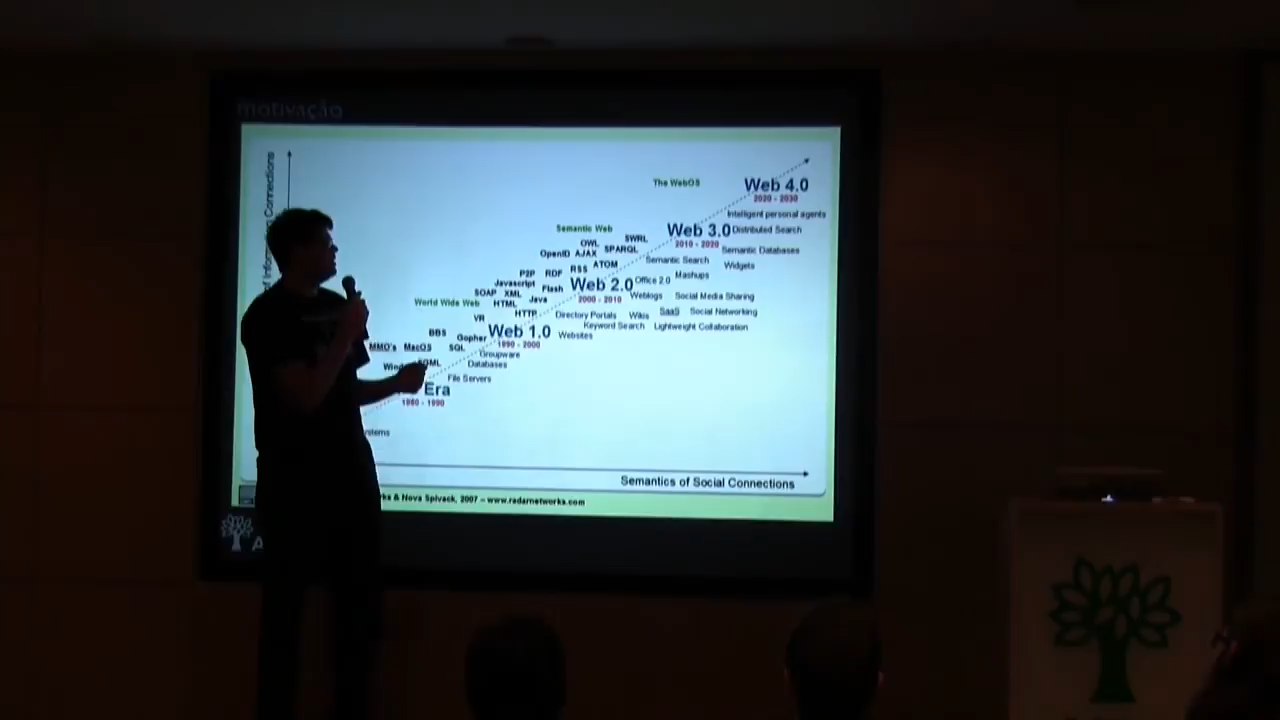 motivação
of Information Connections
The WebOS
Web 4.0
2020 - 2030
Intelligent personal agents
Semantic Web
SWRL
Web 3.0
Distributed Search
2010 - 2020
OWL
OpenID AJAX SPARQL
Semantic Databases
Semantic Search
Widgets
ATOM
RSS
P2P RDF
Mashups
Office 2.0
Javascript
Flash
Web 2.0
2000 - 2010
SOAP XML
Weblogs Social Media Sharing
Java
World Wide Web
HTML
HTTP
VR
Directory Portals Wikis SaaS Social Networking
Keyword Search Lightweight Collaboration
BBS
Gopher
Web 1.0
Websites
1990 - 2000
MMO's MacOS SQL
Groupware
SGML
Databases
File Servers
Era
1980 - 1990
Semantics of Social Connections
& Nova Spivack, 2007 – www.radarnetworks.com